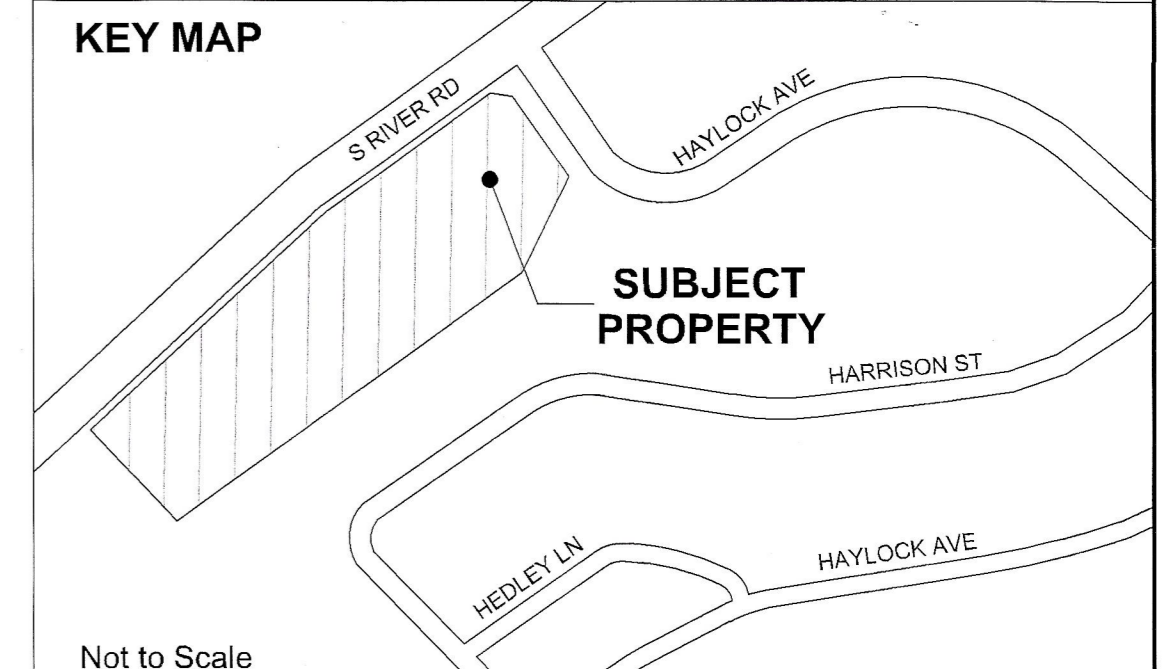 KEY MAP
S RIVER RD
HAYLOCK AVE
SUBJECT
PROPERTY
HARRISON ST
HAYLOCK AVE
HEDLEY LN
Not to Scale